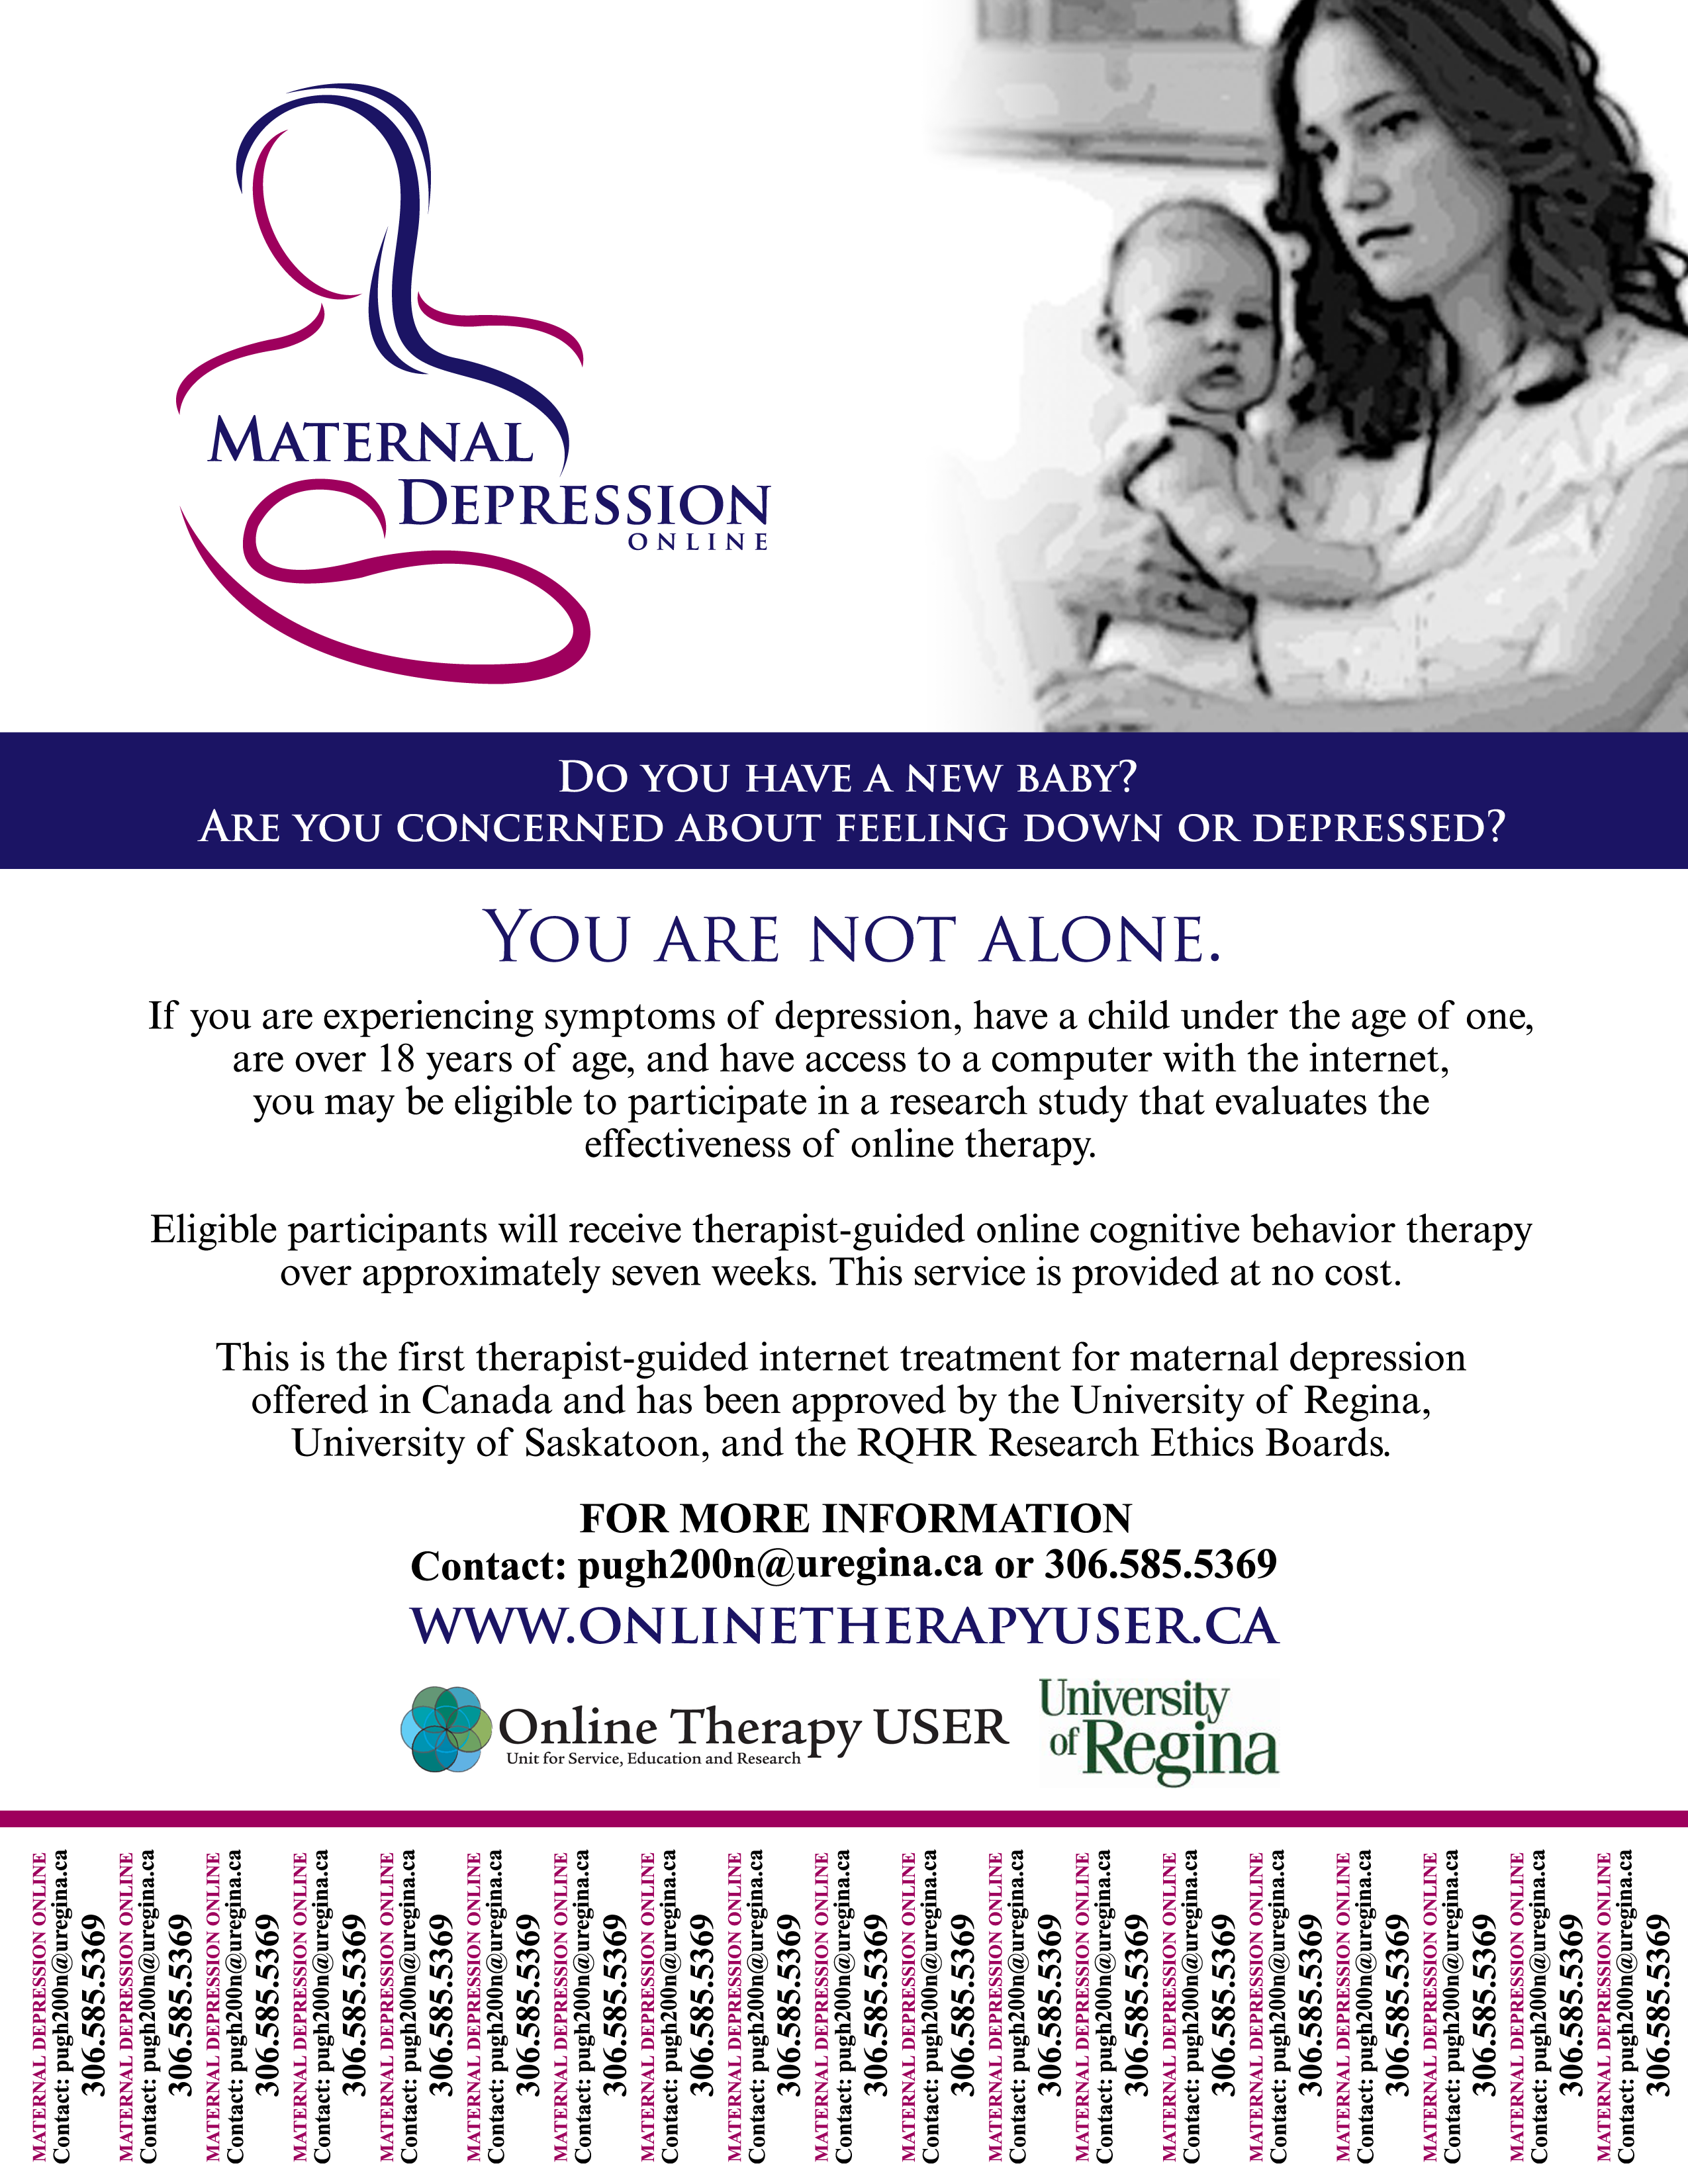 MATERNAL
DEPRESSION
ONLINE
DO YOU HAVE A NEW BABY?
ARE YOU CONCERNED ABOUT FEELING DOWN OR DEPRESSED?
YOU ARE NOT ALONE.
If you are experiencing symptoms of depression, have a child under the age of one,
are over 18 years of age, and have access to a computer with the internet,
you may be eligible to participate in a research study that evaluates the
effectiveness of online therapy.
Eligible participants will receive therapist-guided online cognitive behavior therapy
over approximately seven weeks. This service is provided at no cost.
This is the first therapist-guided internet treatment for maternal depression
offered in Canada and has been approved by the University of Regina,
University of Saskatoon, and the RQHR Research Ethics Boards.
FOR MORE INFORMATION
Contact: pugh200n@uregina.ca or 306.585.5369
WWW.ONLINETHERAPYUSER.CA
Online Therapy USER
Unit for Service, Education and Research
University
of Regina
MATERNAL DEPRESSION ONLINE
Contact: pugh200n@uregina.ca
306.585.5369
MATERNAL DEPRESSION ONLINE
Contact: pugh200n@uregina.ca
306.585.5369
MATERNAL DEPRESSION ONLINE
Contact: pugh200n@uregina.ca
306.585.5369
MATERNAL DEPRESSION ONLINE
Contact: pugh200n@uregina.ca
306.585.5369
MATERNAL DEPRESSION ONLINE
Contact: pugh200n@uregina.ca
306.585.5369
MATERNAL DEPRESSION ONLINE
Contact: pugh200n@uregina.ca
306.585.5369
MATERNAL DEPRESSION ONLINE
Contact: pugh200n@uregina.ca
306.585.5369
MATERNAL DEPRESSION ONLINE
Contact: pugh200n@uregina.ca
306.585.5369
MATERNAL DEPRESSION ONLINE
Contact: pugh200n@uregina.ca
306.585.5369
MATERNAL DEPRESSION ONLINE
Contact: pugh200n@uregina.ca
306.585.5369
MATERNAL DEPRESSION ONLINE
Contact: pugh200n@uregina.ca
306.585.5369
MATERNAL DEPRESSION ONLINE
Contact: pugh200n@uregina.ca
306.585.5369
MATERNAL DEPRESSION ONLINE
Contact: pugh200n@uregina.ca
306.585.5369
MATERNAL DEPRESSION ONLINE
Contact: pugh200n@uregina.ca
306.585.5369
MATERNAL DEPRESSION ONLINE
Contact: pugh200n@uregina.ca
306.585.5369
MATERNAL DEPRESSION ONLINE
Contact: pugh200n@uregina.ca
306.585.5369
MATERNAL DEPRESSION ONLINE
Contact: pugh200n@uregina.ca
306.585.5369
MATERNAL DEPRESSION ONLINE
Contact: pugh200n@uregina.ca
306.585.5369
MATERNAL DEPRESSION ONLINE
Contact: pugh200n@uregina.ca
306.585.5369